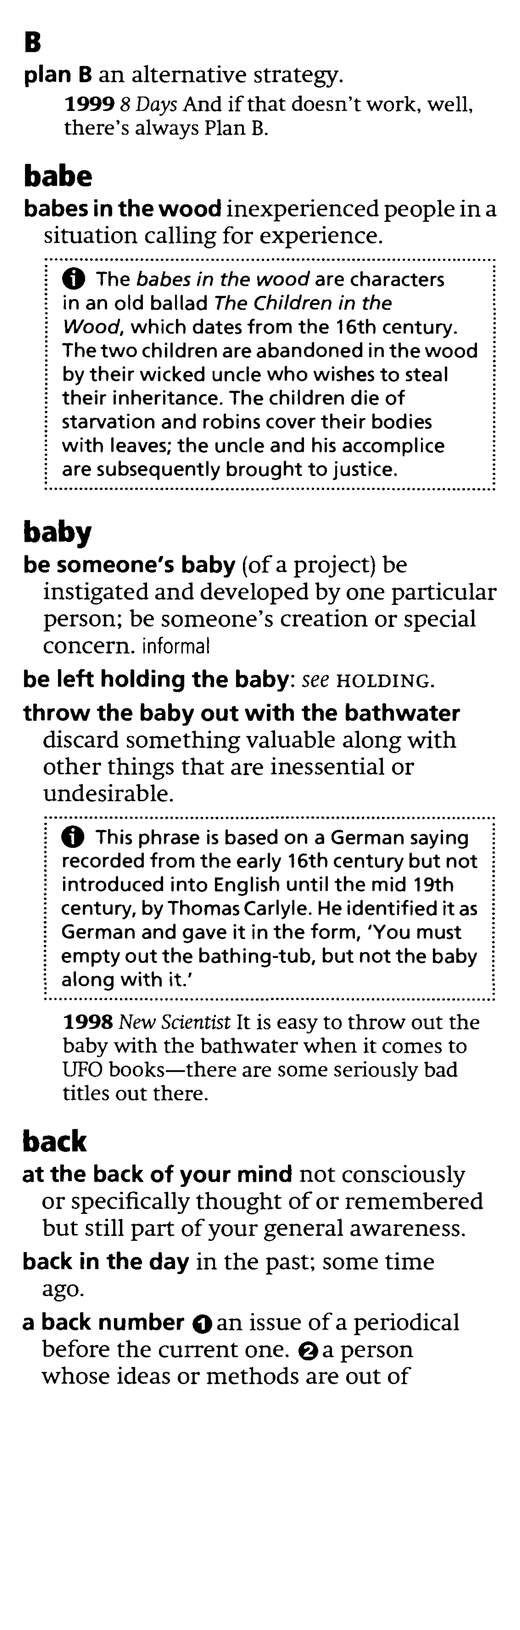 B
plan B an alternative strategy.
1999 8 Days And if that doesn't work, well,
there's always Plan B.
babe
babes in the wood inexperienced people in a
situation calling for experience.
i The babes in the wood are characters
in an old ballad The Children in the
Wood, which dates from the 16th century.
The two children are abandoned in the wood
by their wicked uncle who wishes to steal
their inheritance. The children die of
starvation and robins cover their bodies
with leaves; the uncle and his accomplice
are subsequently brought to justice.
baby
be someone's baby (of a project) be
instigated and developed by one particular
person; be someone's creation or special
concern. informal
be left holding the baby: see HOLDING.
throw the baby out with the bathwater
discard something valuable along with
other things that are inessential or
undesirable.
i This phrase is based on a German saying
recorded from the early 16th century but not
introduced into English until the mid 19th
century, by Thomas Carlyle. He identified it as
German and gave it in the form, 'You must
empty out the bathing-tub, but not the baby
along with it.'
1998 New Scientist It is easy to throw out the
baby with the bathwater when it comes to
UFO books—there are some seriously bad
titles out there.
back
at the back of your mind not consciously
or specifically thought of or remembered
but still part of your general awareness.
back in the day in the past; some time
ago.
a back number ❶ an issue of a periodical
before the current one. ❷ a person
whose ideas or methods are out of